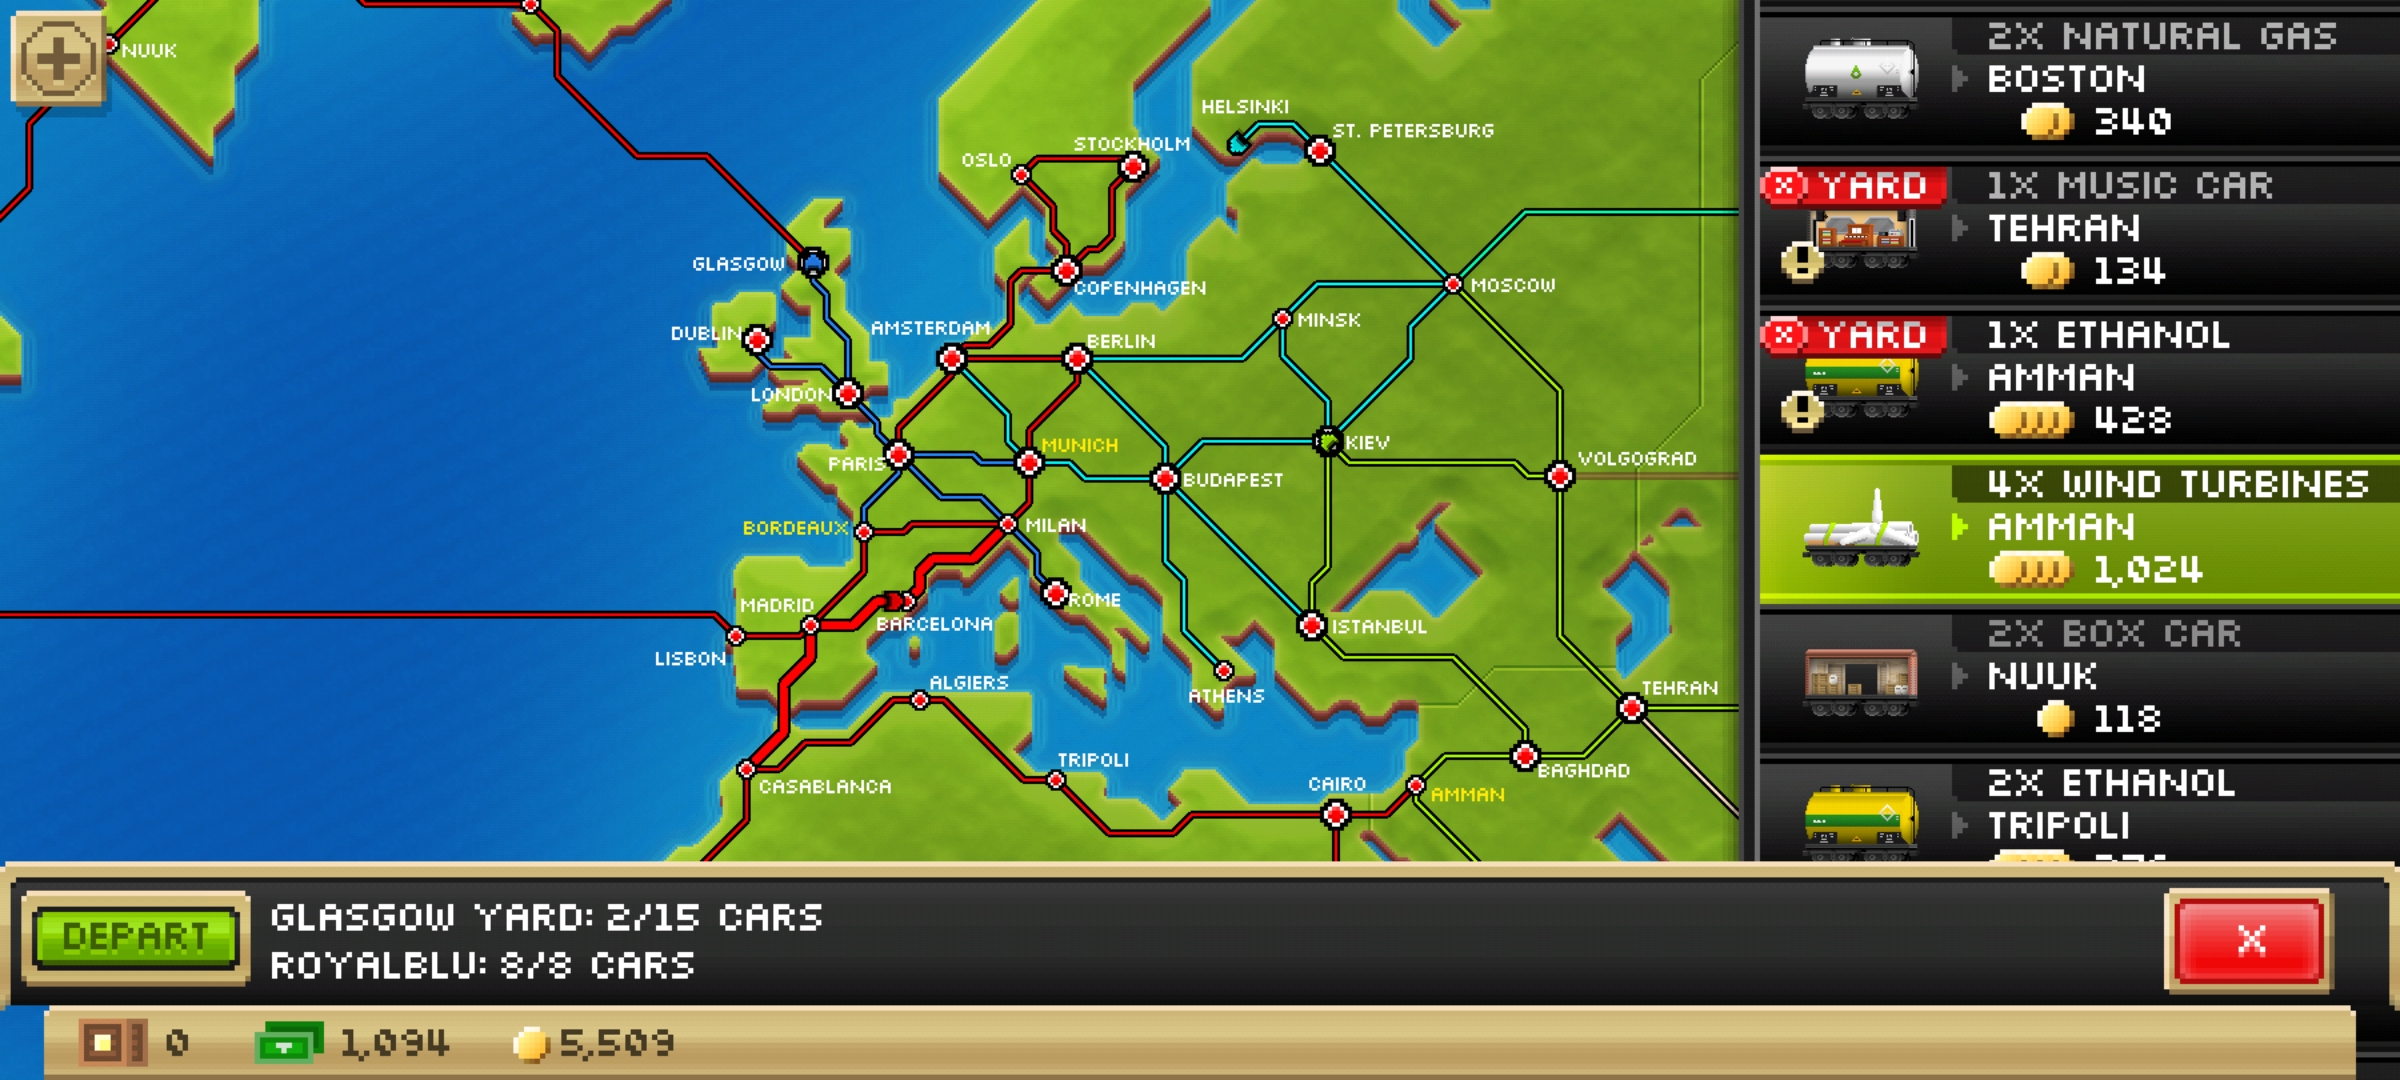 NUUK
HELSINKI
ST. PETERSBURG
STOCKHOLM
OSLO
GLASGOW
COPENHAGEN
MOSCOW
MINSK
DUBLIN
AMSTERDAM
BERLIN
LONDON
MUNICH
KIEV
PARIS
VOLGOGRAD
BUDAPEST
BORDEAUX
MILAN
MADRID
ROME
BARCELONA
ISTANBUL
LISBON
ALGIERS
ATHENS
TEHRAN
CASABLANCA
TRIPOLI
BAGHDAD
CAIRO
AMMAN
2X NATURAL GAS
BOSTON
340
YARD
1X MUSIC CAR
TEHRAN
134
YARD
1X ETHANOL
AMMAN
428
4X WIND TURBINES
AMMAN
1,024
2X BOX CAR
NUUK
118
2X ETHANOL
TRIPOLI
DEPART
GLASGOW YARD: 2/15 CARS
ROYALBLU: 8/8 CARS
X
0
1,094
5,509